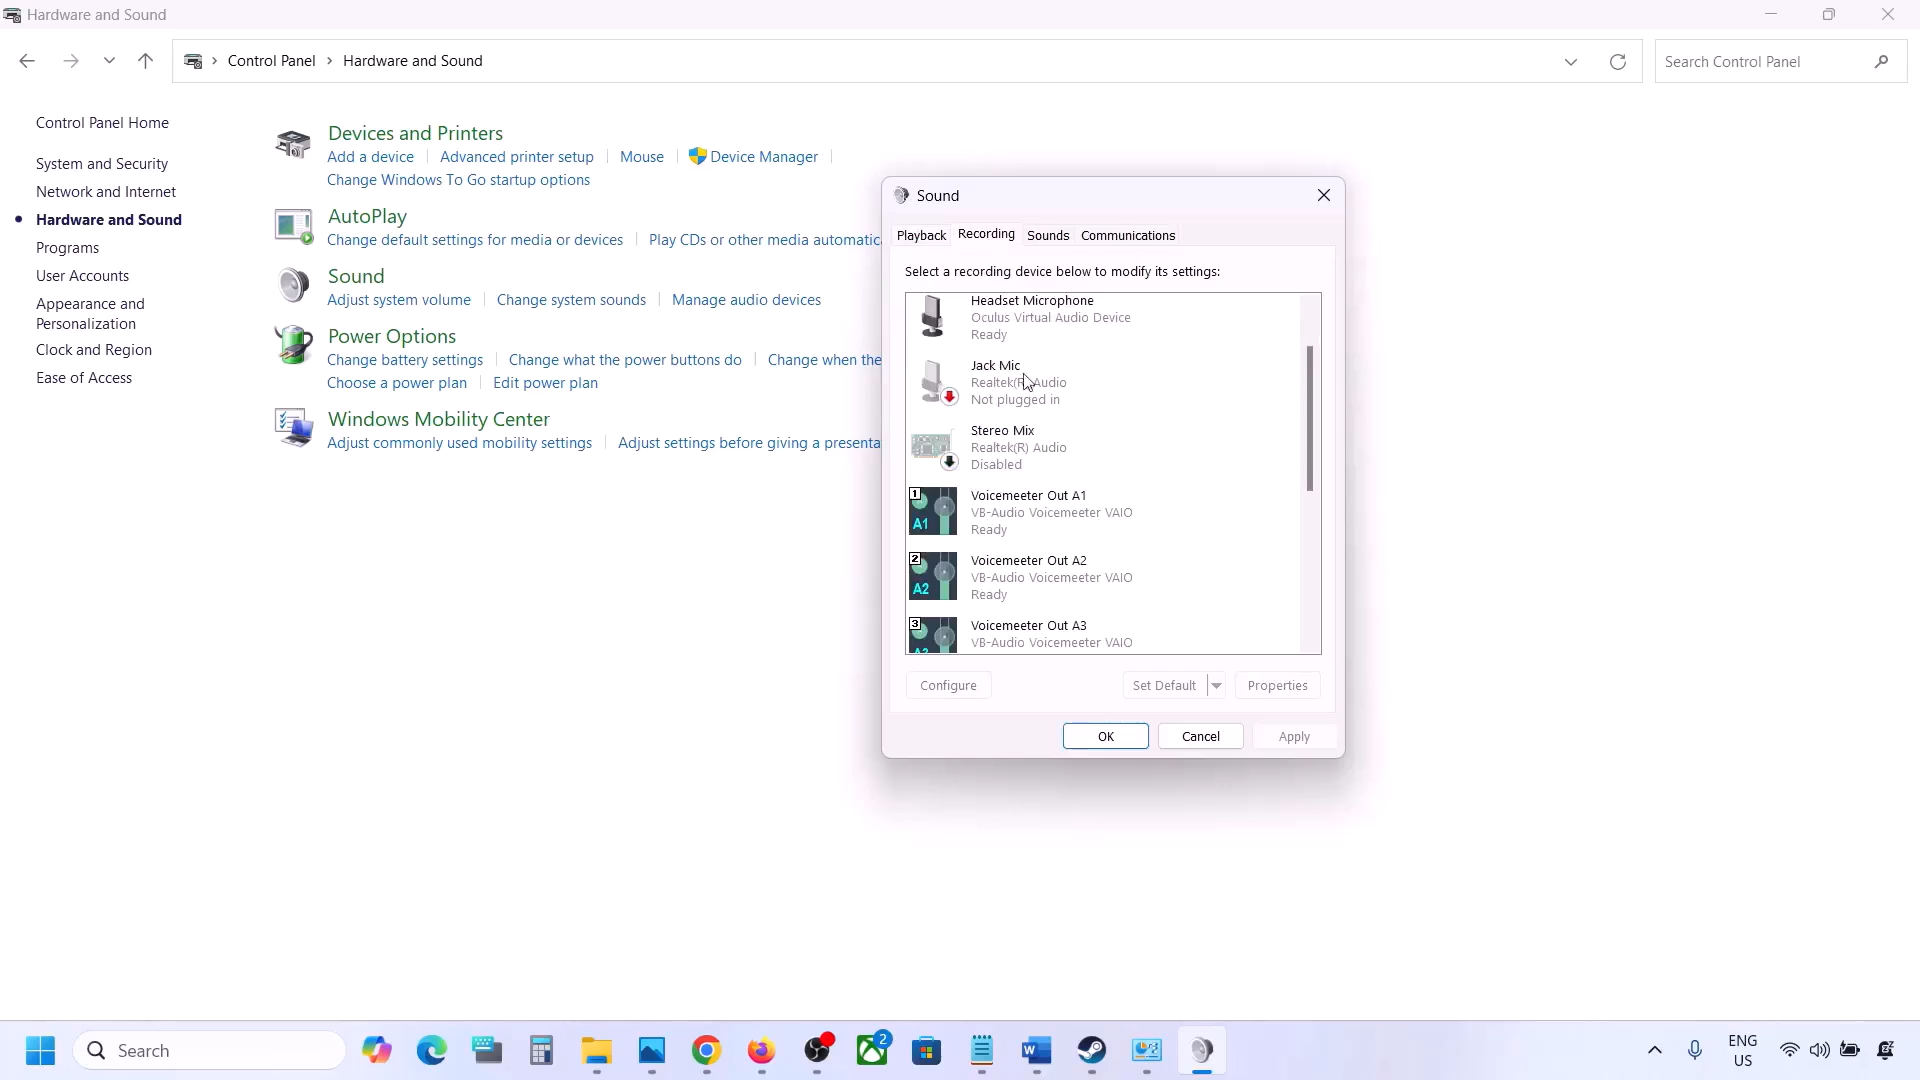 Hardware and Sound
Control Panel > Hardware and Sound
Search Control Panel
Control Panel Home
System and Security
Network and Internet
Hardware and Sound
Programs
User Accounts
Appearance and
Personalization
Clock and Region
Ease of Access
Devices and Printers
Add a device
Advanced printer setup
Mouse
Device Manager
Change Windows To Go startup options
AutoPlay
Change default settings for media or devices
Play CDs or other media automatic
Sound
Adjust system volume
Change system sounds
Manage audio devices
Power Options
Change battery settings
Change what the power buttons do
Change when the
Choose a power plan
Edit power plan
Windows Mobility Center
Adjust commonly used mobility settings
Adjust settings before giving a presenta
Sound
Playback
Recording
Sounds
Communications
Select a recording device below to modify its settings:
Headset Microphone
Oculus Virtual Audio Device
Ready
Jack Mic
Realtek(R) Audio
Not plugged in
Stereo Mix
Realtek(R) Audio
Disabled
1
A1
Voicemeeter Out A1
VB-Audio Voicemeeter VAIO
Ready
2
A2
Voicemeeter Out A2
VB-Audio Voicemeeter VAIO
Ready
3
A3
Voicemeeter Out A3
VB-Audio Voicemeeter VAIO
Configure
Set Default
Properties
OK
Cancel
Apply
Search
2
ENG
US